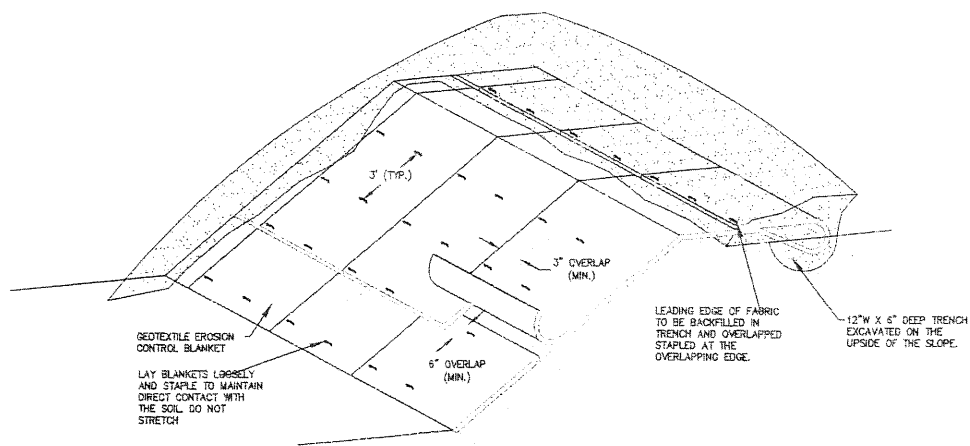 3' (TYP.)
3" OVERLAP
(MIN.)
GEOTEXTILE EROSION
CONTROL BLANKET
LAY BLANKETS LOOSELY
AND STAPLE TO MAINTAIN
DIRECT CONTACT WITH
THE SOIL. DO NOT
STRETCH
6" OVERLAP
(MIN.)
LEADING EDGE OF FABRIC
TO BE BACKFILLED IN
TRENCH AND OVERLAPPED
STAPLED AT THE
OVERLAPPING EDGE.
12"W X 6" DEEP TRENCH
EXCAVATED ON THE
UPSIDE OF THE SLOPE.